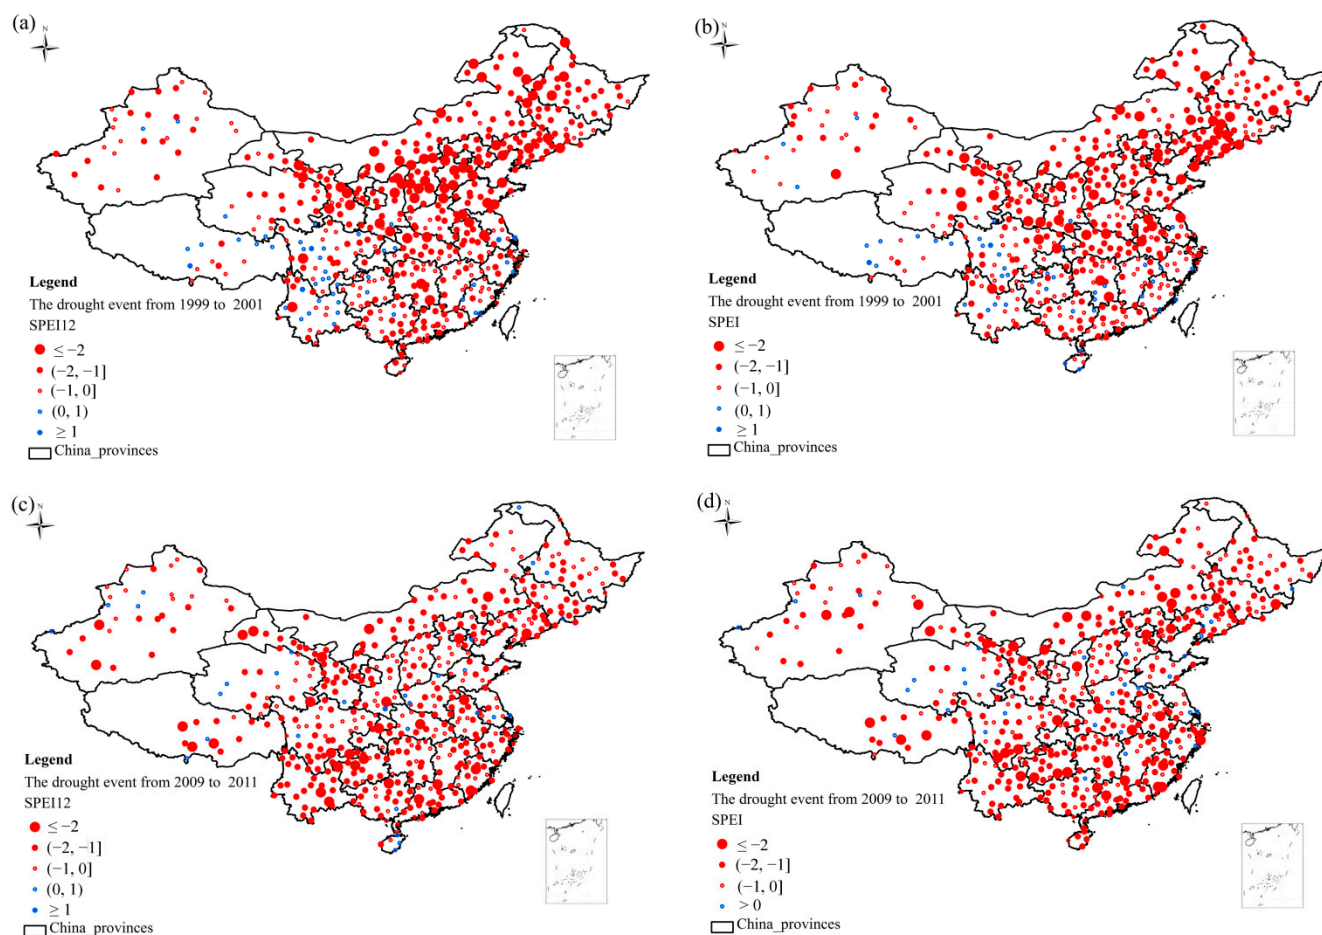 (a)
N
Legend
The drought event from 1999 to 2001
SPEI12
≤ −2
(−2, −1]
(−1, 0]
(0, 1)
≥ 1
China_provinces
(b)
N
Legend
The drought event from 1999 to 2001
SPEI
≤ −2
(−2, −1]
(−1, 0]
(0, 1)
≥ 1
China_provinces
(c)
N
Legend
The drought event from 2009 to 2011
SPEI12
≤ −2
(−2, −1]
(−1, 0]
(0, 1)
≥ 1
China_provinces
(d)
N
Legend
The drought event from 2009 to 2011
SPEI
≤ −2
(−2, −1]
(−1, 0]
> 0
China_provinces